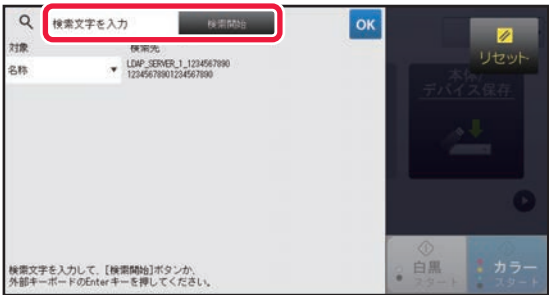 検索文字を入力 検索開始 OK
リセット
対象 検索先
名称 LDAP_SERVER_1_1234567890
12345678901234567890
本体/
デバイス保存
検索文字を入力して、[検索開始]ボタンか、
外部キーボードのEnterキーを押してください。
白黒
スタート
カラー
スタート